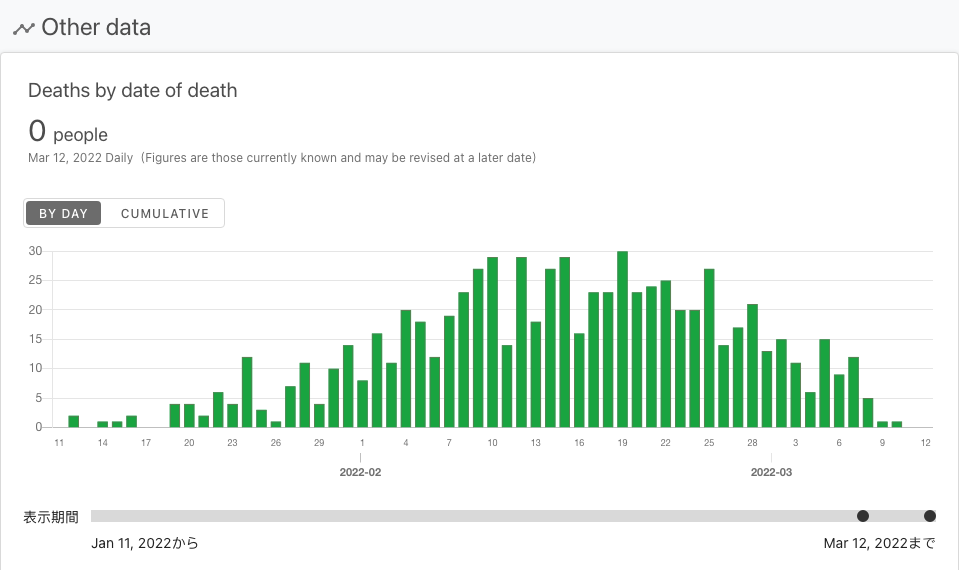 Other data
Deaths by date of death
0 people
Mar 12, 2022 Daily (Figures are those currently known and may be revised at a later date)
BY DAY CUMULATIVE
30
25
20
15
10
5
0
11 14 17 20 23 26 29 1 4 7 10 13 16 19 22 25 28 3 6 9 12
2022-02 2022-03
表示期間
Jan 11, 2022から Mar 12, 2022まで